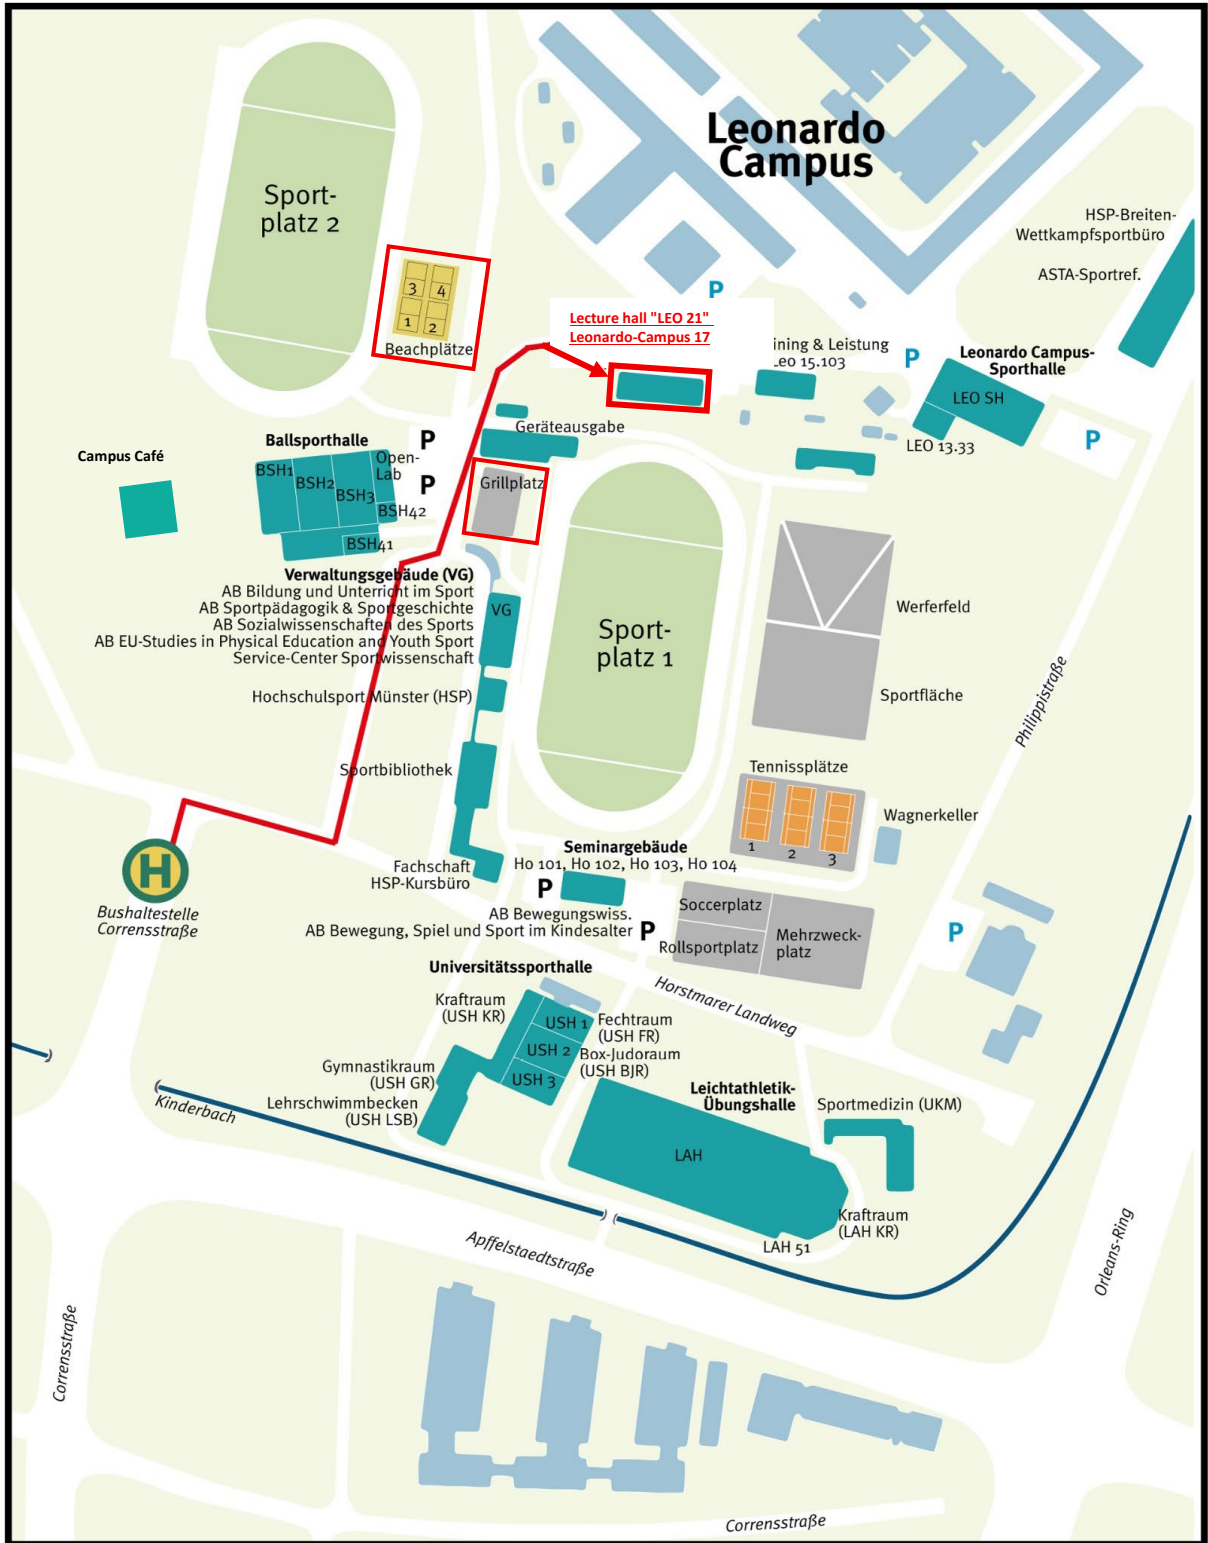 Leonardo
Campus
Sport-
platz 2
HSP-Breiten-
Wettkampfsportbüro
ASTA-Sportref.
3
4
1
2
Beachplätze
P
Lecture hall "LEO 21"
Leonardo-Campus 17
ining & Leistung
Leo 15.103
P
Leonardo Campus-
Sporthalle
LEO SH
LEO 13.33
P
Geräteausgabe
Ballsporthalle
P
Campus Café
BSH1
BSH2
BSH3
Open-
Lab
P
BSH42
BSH41
Grillplatz
Verwaltungsgebäude (VG)
AB Bildung und Unterricht im Sport
AB Sportpädagogik & Sportgeschichte
AB Sozialwissenschaften des Sports
AB EU-Studies in Physical Education and Youth Sport
Service-Center Sportwissenschaft
VG
Hochschulsport Münster (HSP)
Sport-
platz 1
Werferfeld
Sportfläche
Philippistraße
Sportbibliothek
Tennisplätze
1
2
3
Wagnerkeller
H
Bushaltestelle
Corrensstraße
Fachschaft
HSP-Kursbüro
Seminargebäude
Ho 101, Ho 102, Ho 103, Ho 104
P
AB Bewegungswiss.
AB Bewegung, Spiel und Sport im Kindesalter
P
Soccerplatz
Rollsportplatz
Mehrzweck-
platz
P
Universitätssporthalle
Kraftraum
(USH KR)
USH 1
USH 2
USH 3
Fechtraum
(USH FR)
Box-Judoraum
(USH BJR)
Horstmarer Landweg
Gymnastikraum
(USH GR)
Lehrschwimmbecken
(USH LSB)
Kinderbach
Leichtathletik-
Übungshalle
Sportmedizin (UKM)
LAH
Kraftraum
(LAH KR)
LAH 51
Apffelstaedtstraße
Orleans-Ring
Corrensstraße
Corrensstraße